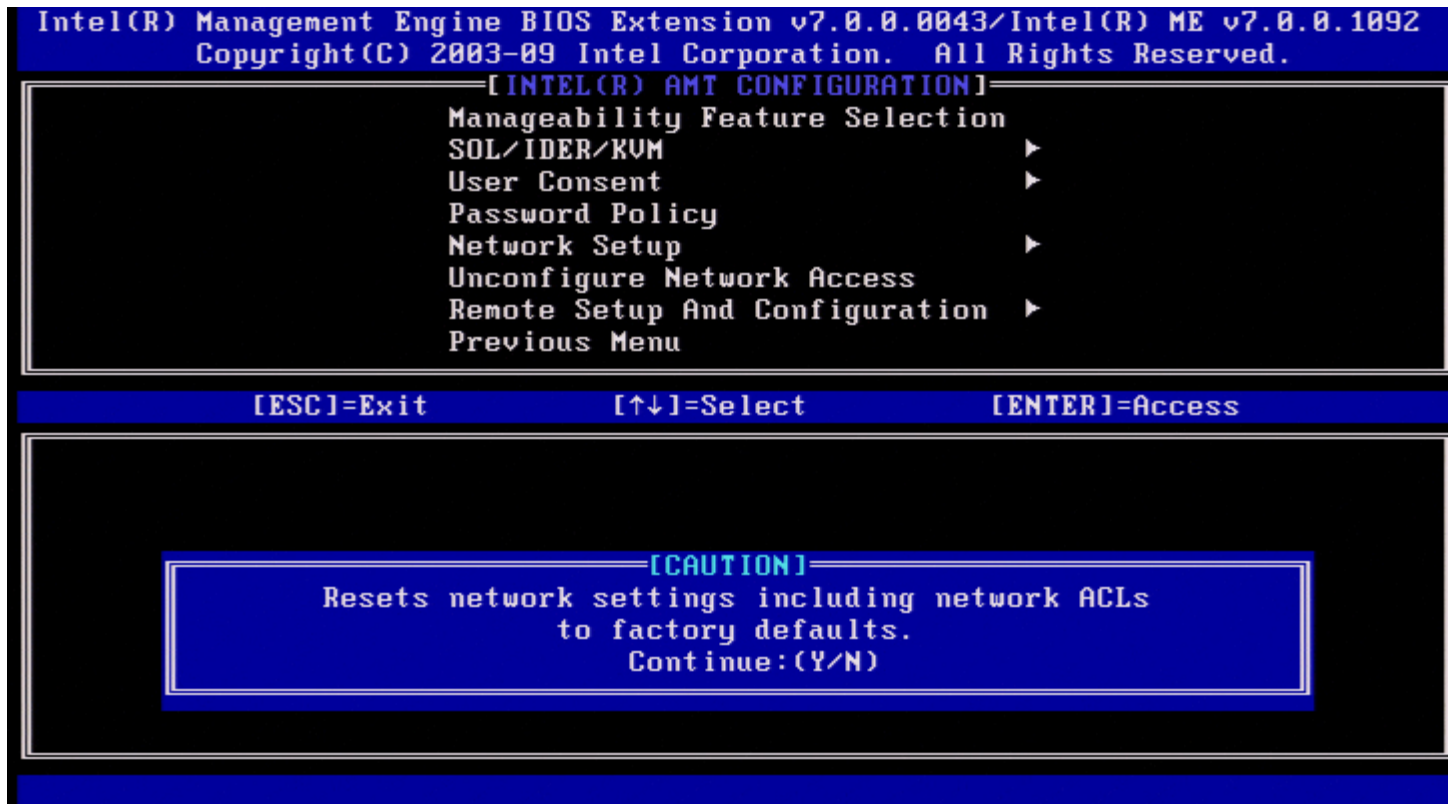 Intel(R) Management Engine BIOS Extension v7.0.0.0043/Intel(R) ME v7.0.0.1092
Copyright(C) 2003-09 Intel Corporation. All Rights Reserved.
[INTEL(R) AMT CONFIGURATION]
Manageability Feature Selection
SOL/IDER/KVM ►
User Consent ►
Password Policy
Network Setup ►
Unconfigure Network Access
Remote Setup And Configuration ►
Previous Menu
[ESC]=Exit [↑↓]=Select [ENTER]=Access
[CAUTION]
Resets network settings including network ACLs
to factory defaults.
Continue:(Y/N)